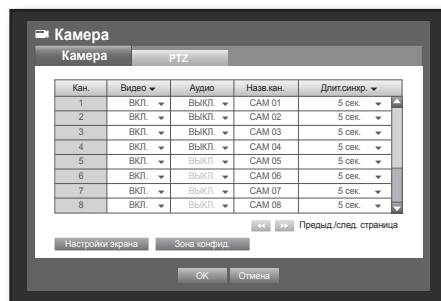 Камера
Камера PTZ
Кан. Видео Аудио Назв.кан. Длит.синхр.
1 ВКЛ. ВЫКЛ. CAM 01 5 сек.
2 ВКЛ. ВЫКЛ. CAM 02 5 сек.
3 ВКЛ. ВЫКЛ. CAM 03 5 сек.
4 ВКЛ. ВЫКЛ. CAM 04 5 сек.
5 ВКЛ. ВЫКЛ. CAM 05 5 сек.
6 ВКЛ. ВЫКЛ. CAM 06 5 сек.
7 ВКЛ. ВЫКЛ. CAM 07 5 сек.
8 ВКЛ. ВЫКЛ. CAM 08 5 сек.
Предыд./след. страница
Настройки экрана Зона конфид.
OK Отмена